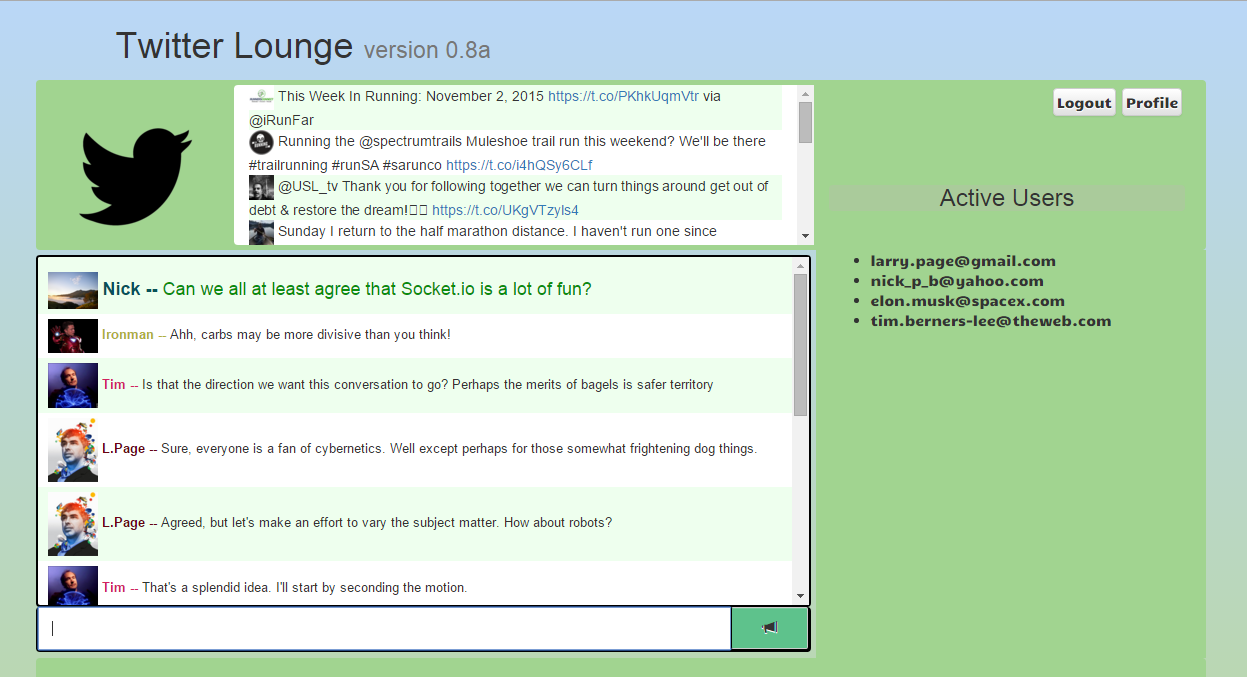 Twitter Lounge version 0.8a
This Week In Running: November 2, 2015 https://t.co/PKhkUqmVtr via
@iRunFar
Running the @spectrumtrails Muleshoe trail run this weekend? We'll be there
#trailrunning #runSA #sarunco https://t.co/i4hQSy6CLf
@USL_tv Thank you for following together we can turn things around get out of
debt & restore the dream!▯▯ https://t.co/UKgVTzyIs4
Sunday I return to the half marathon distance. I haven't run one since
Logout Profile
Active Users
larry.page@gmail.com
nick_p_b@yahoo.com
elon.musk@spacex.com
tim.berners-lee@theweb.com
Nick -- Can we all at least agree that Socket.io is a lot of fun?
Ironman -- Ahh, carbs may be more divisive than you think!
Tim -- Is that the direction we want this conversation to go? Perhaps the merits of bagels is safer territory
L.Page -- Sure, everyone is a fan of cybernetics. Well except perhaps for those somewhat frightening dog things.
L.Page -- Agreed, but let's make an effort to vary the subject matter. How about robots?
Tim -- That's a splendid idea. I'll start by seconding the motion.